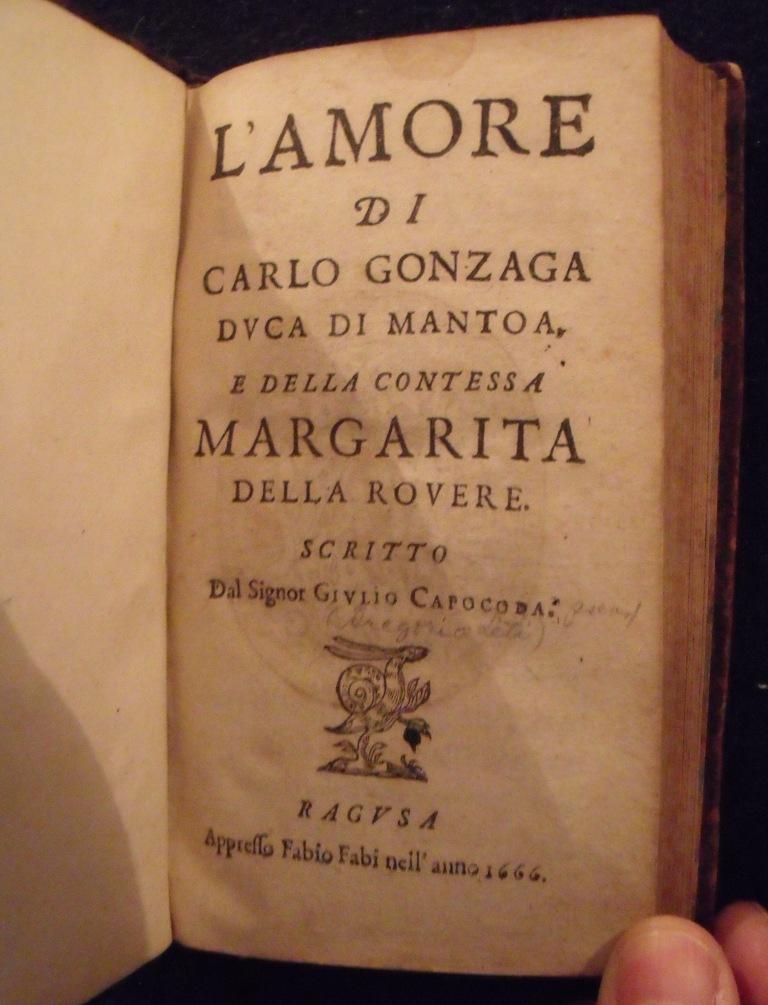 L'AMORE
DI
CARLO GONZAGA
DVCA DI MANTOA,
E DELLA CONTESSA
MARGARITA
DELLA ROVERE.
SCRITTO
Dal Signor GIVLIO CAPOCODA.
(Gregorio Leti)
RAGVSA
Appresso Fabio Fabi nell' anno 1666.